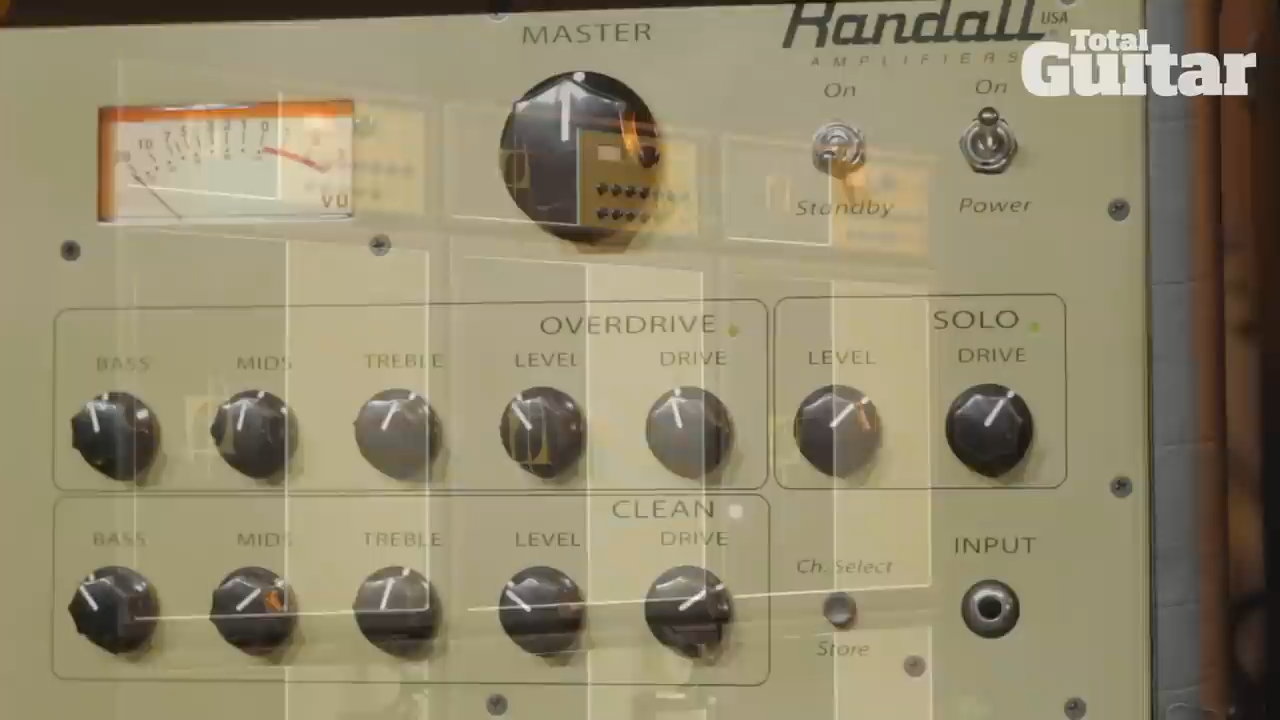 MASTER
Randall USA
AMPLIFIERS
Total
Guitar
On
On
VU
Standby
Power
OVERDRIVE
SOLO
BASS
MIDS
TREBLE
LEVEL
DRIVE
LEVEL
DRIVE
CLEAN
BASS
MIDS
TREBLE
LEVEL
DRIVE
INPUT
Ch. Select
Store